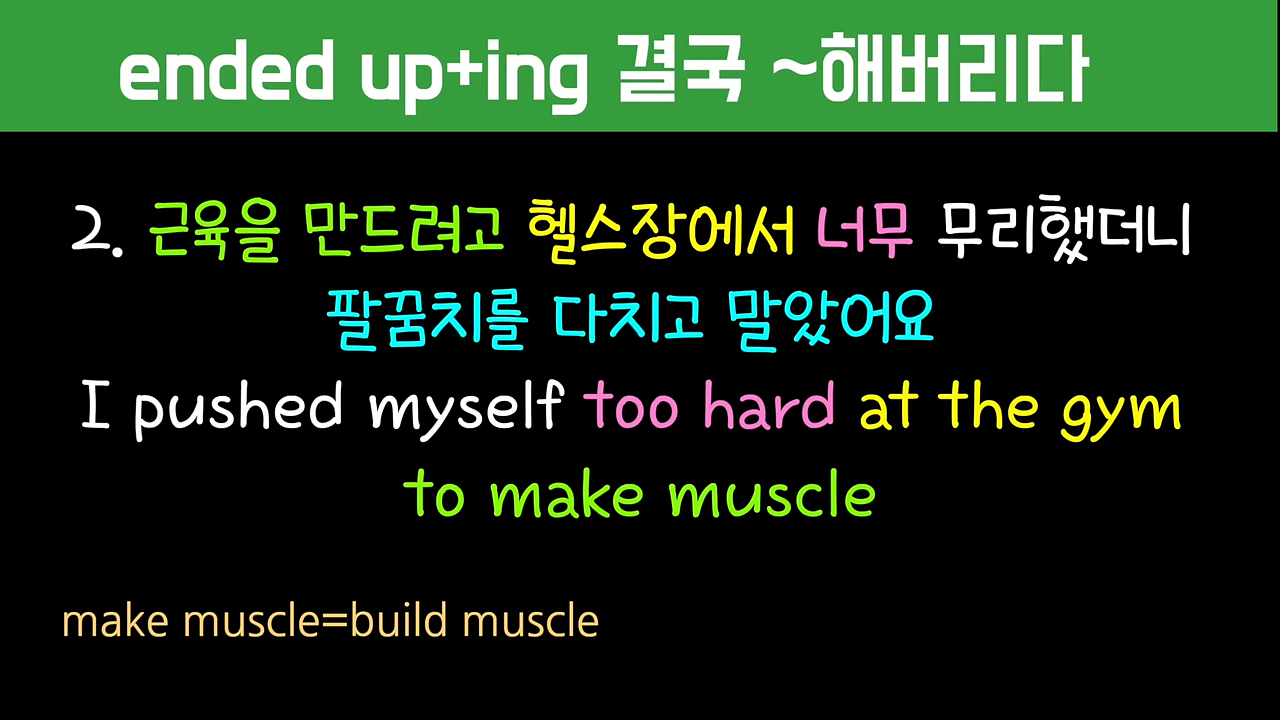 ended up+ing 결국 ~해버리다
2. 근육을 만드려고 헬스장에서 너무 무리했더니
팔꿈치를 다치고 말았어요
I pushed myself too hard at the gym
to make muscle
make muscle=build muscle